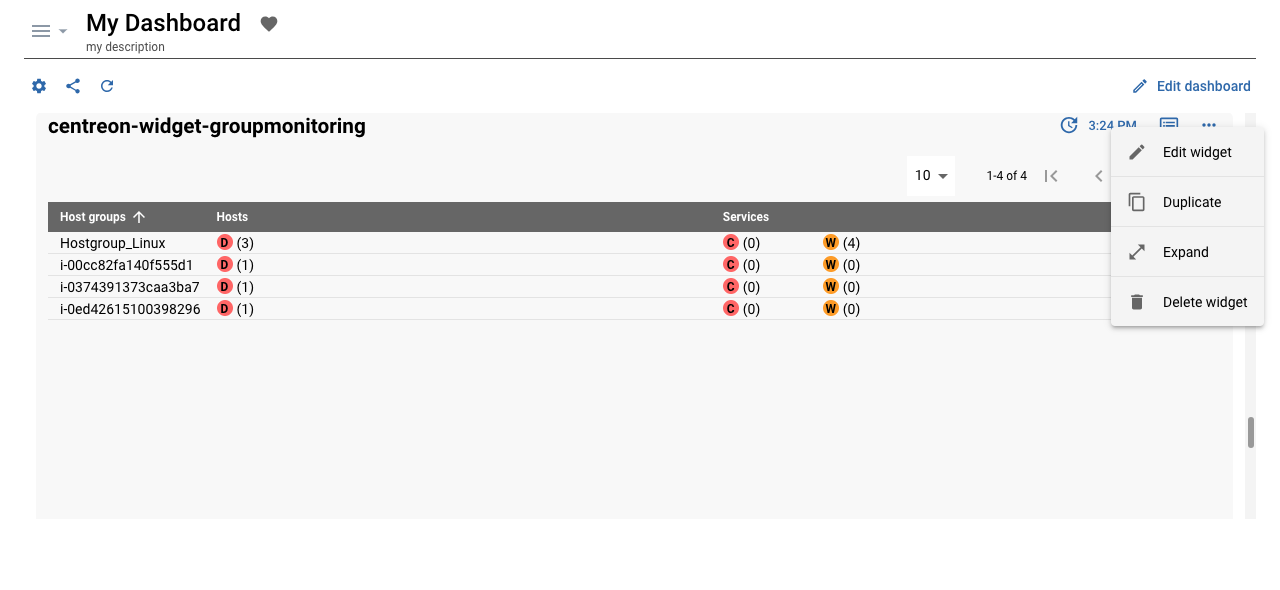 My Dashboard
my description
Edit dashboard
centreon-widget-groupmonitoring
3:24 PM
Edit widget
Duplicate
Expand
Delete widget
10
1-4 of 4
Host groups Hosts Services
Hostgroup_Linux D (3) C (0) W (4)
i-00cc82fa140f555d1 D (1) C (0) W (0)
i-0374391373caa3ba7 D (1) C (0) W (0)
i-0ed42615100398296 D (1) C (0) W (0)